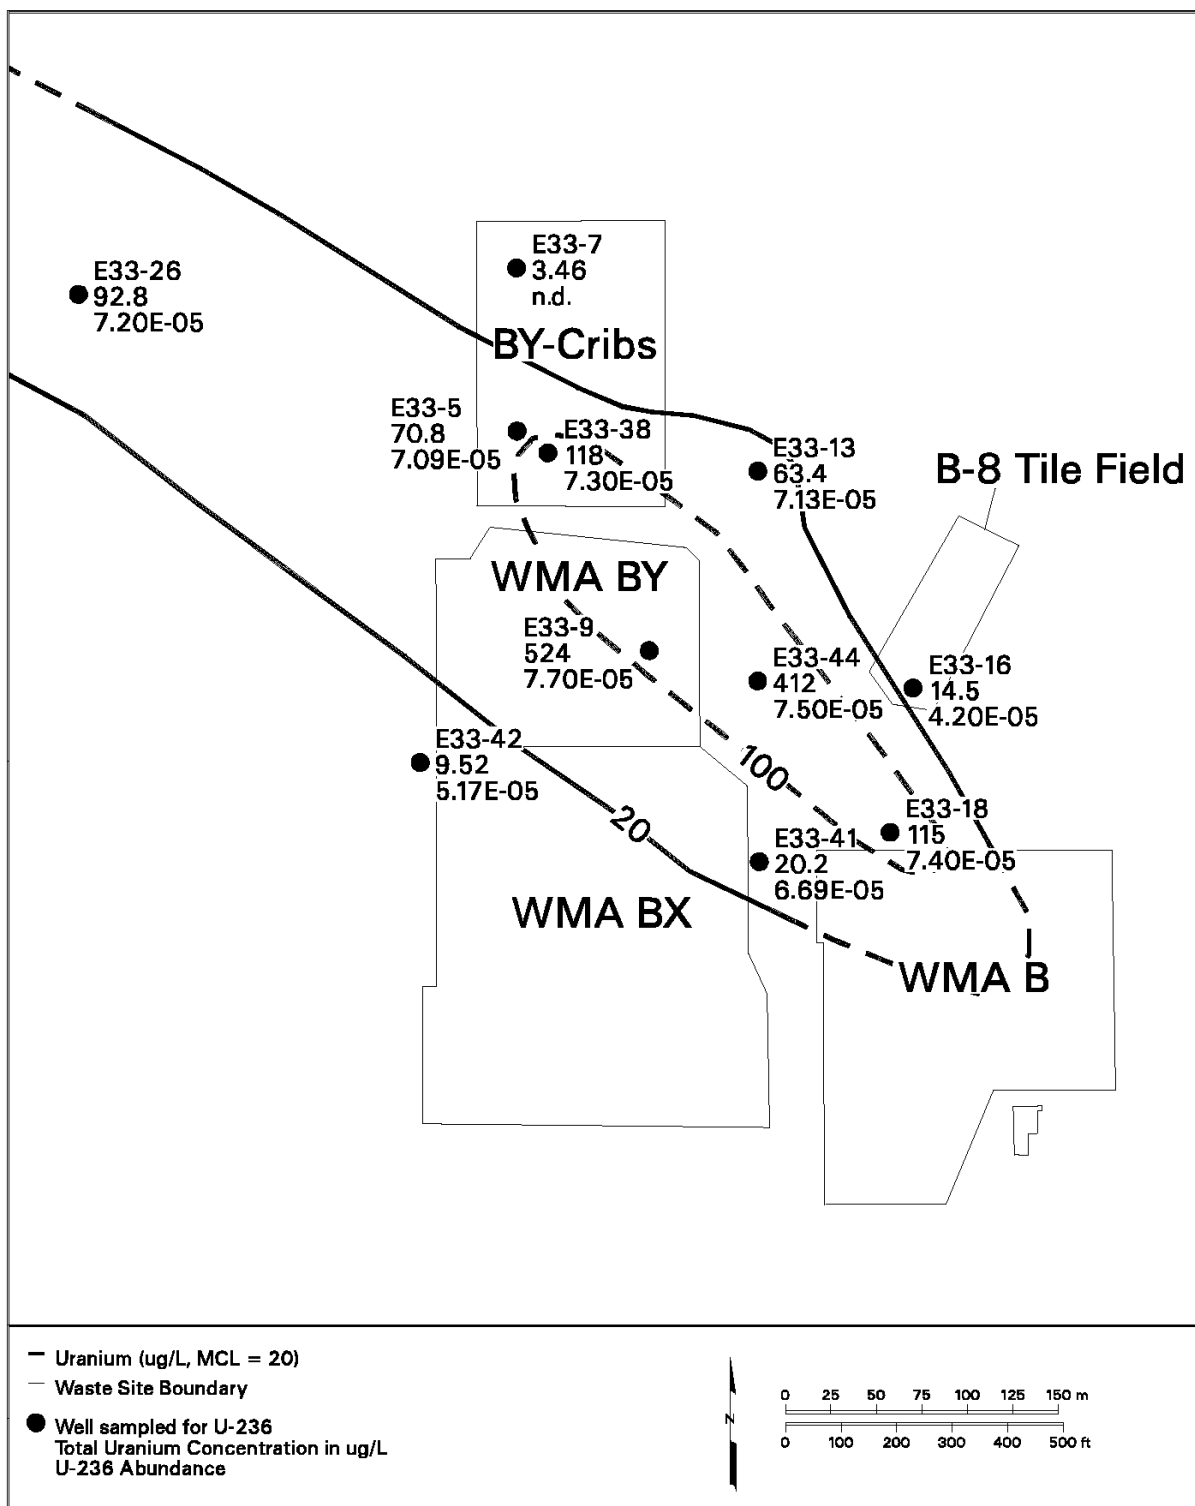 E33-7
3.46
n.d.
E33-26
92.8
7.20E-05
BY-Cribs
E33-5
70.8
7.09E-05
E33-38
118
7.30E-05
E33-13
63.4
7.13E-05
B-8 Tile Field
WMA BY
E33-9
524
7.70E-05
E33-44
412
7.50E-05
E33-16
14.5
4.20E-05
E33-42
9.52
5.17E-05
100
20
E33-18
115
7.40E-05
E33-41
20.2
6.69E-05
WMA BX
WMA B
Uranium (ug/L, MCL = 20)
Waste Site Boundary
Well sampled for U-236
Total Uranium Concentration in ug/L
U-236 Abundance
N
0 25 50 75 100 125 150 m
0 100 200 300 400 500 ft